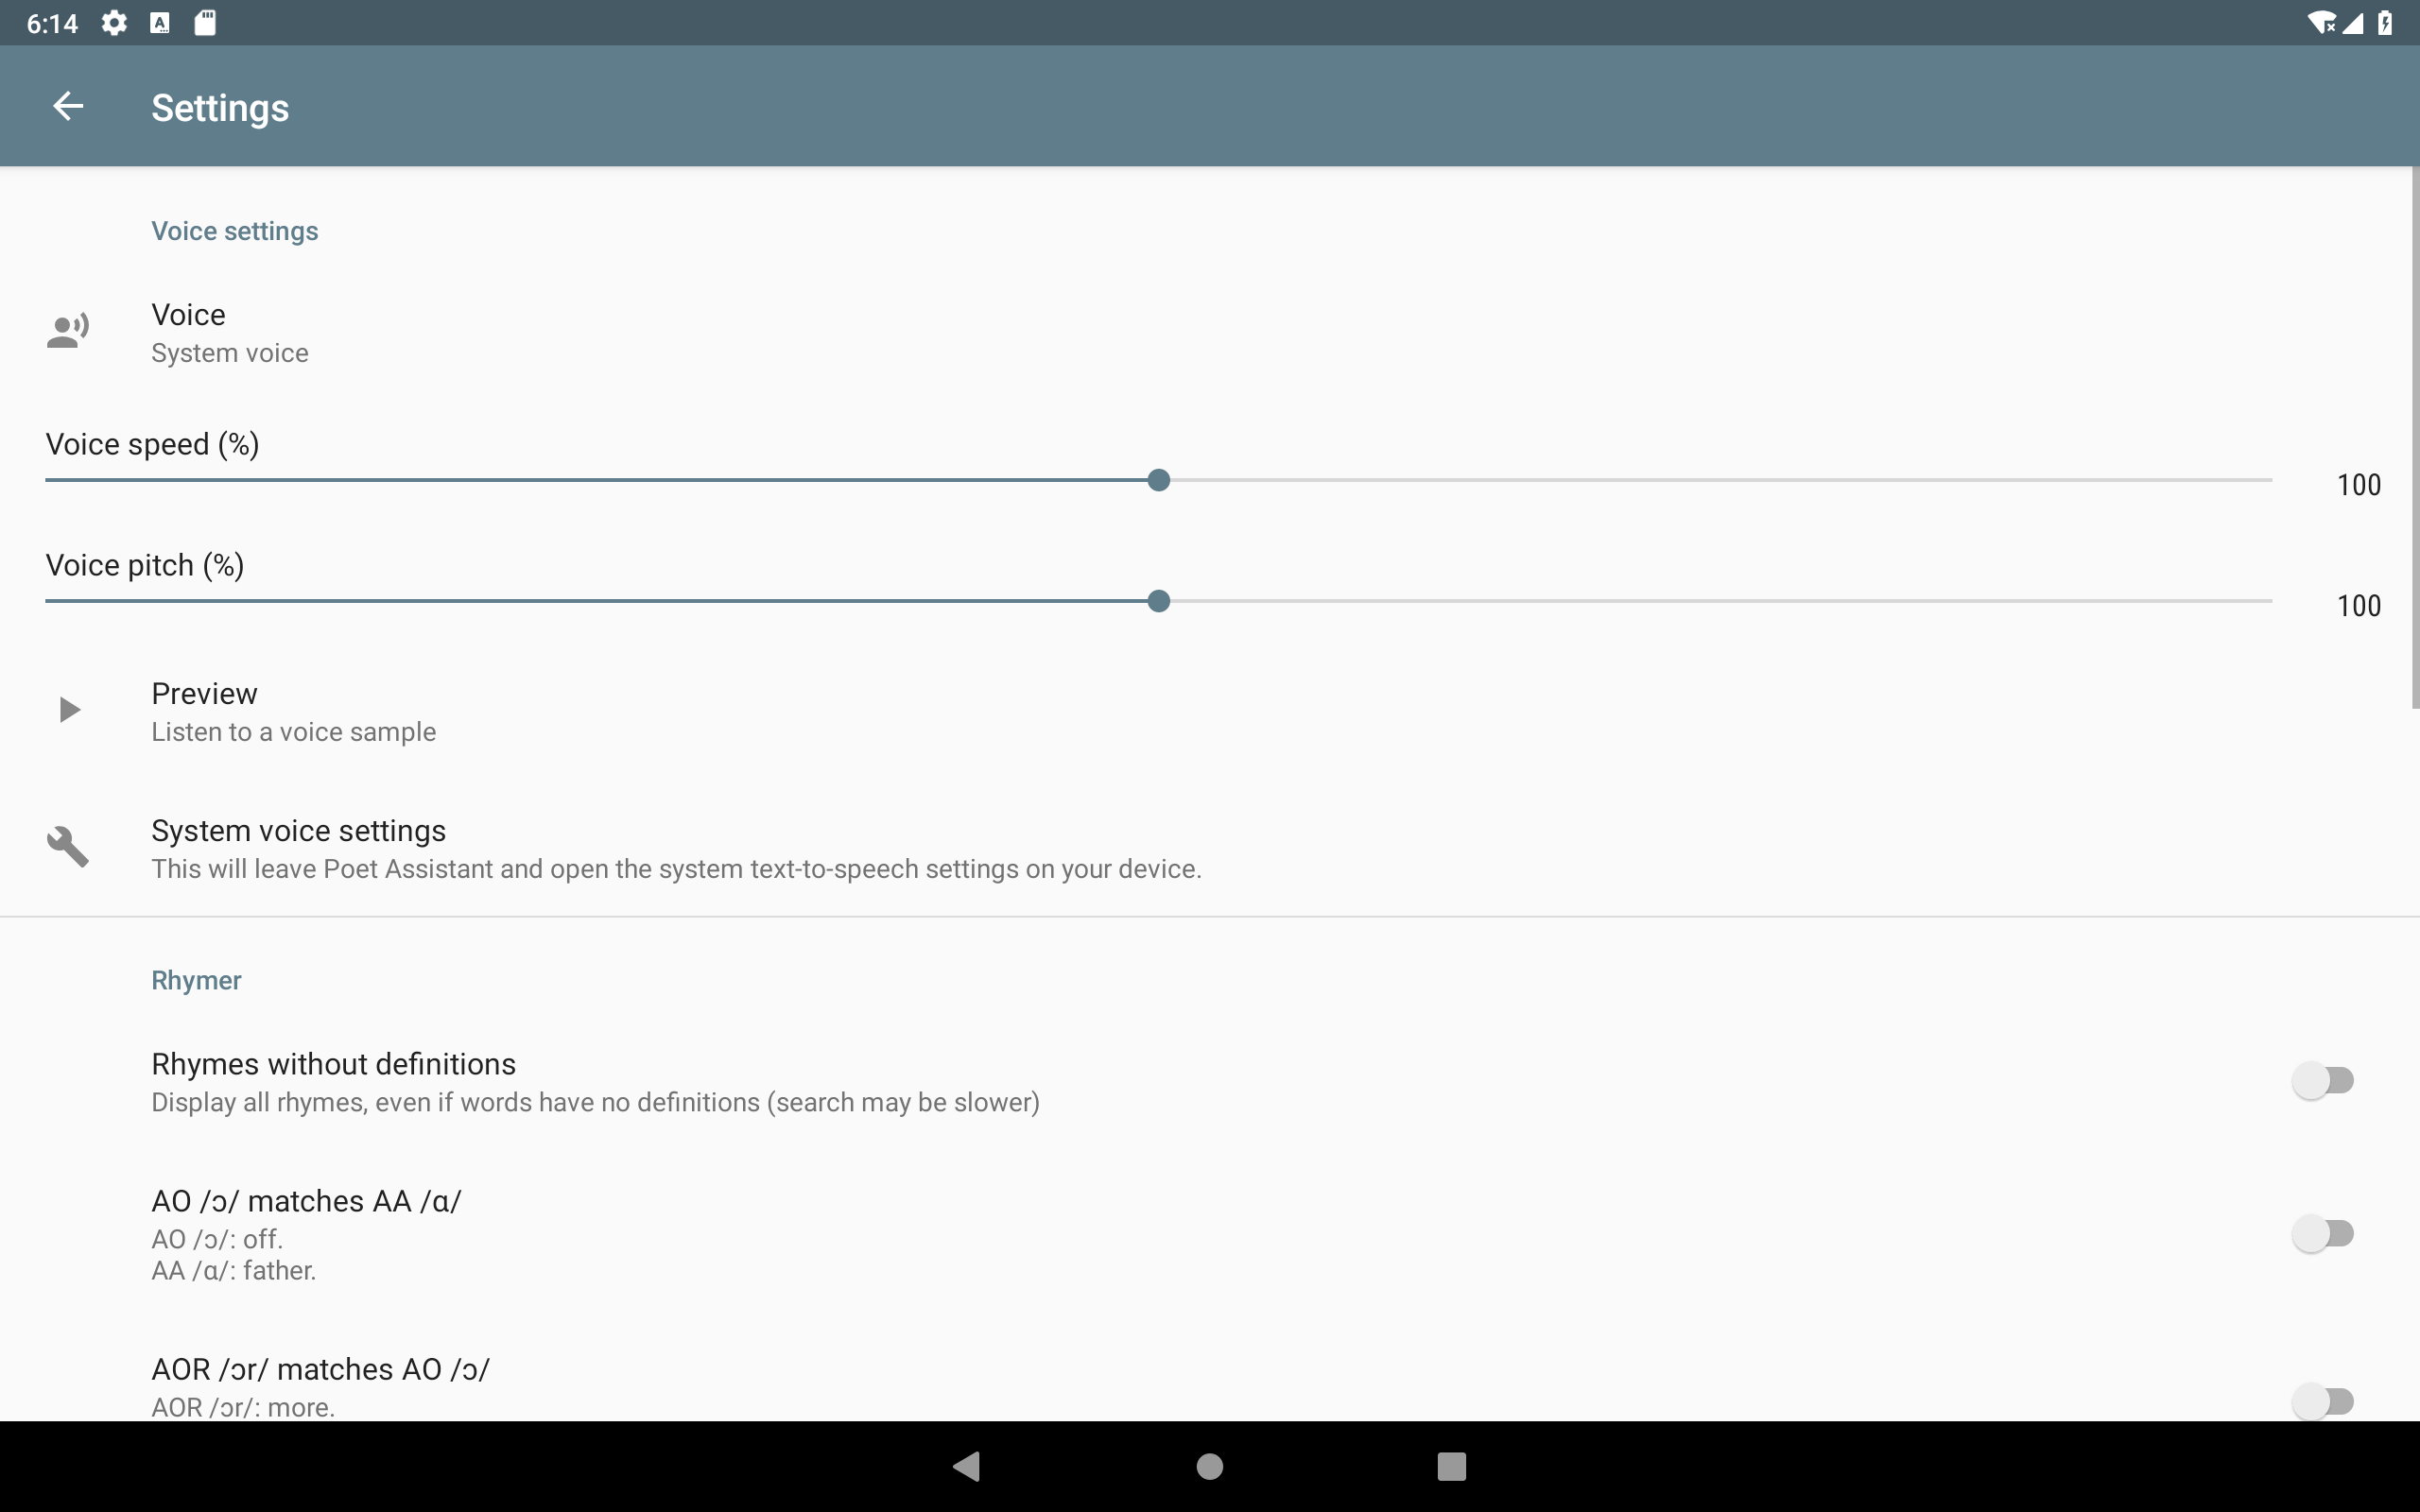 6:14
Settings
Voice settings
Voice
System voice
Voice speed (%)
100
Voice pitch (%)
100
Preview
Listen to a voice sample
System voice settings
This will leave Poet Assistant and open the system text-to-speech settings on your device.
Rhymer
Rhymes without definitions
Display all rhymes, even if words have no definitions (search may be slower)
AO /ɔ/ matches AA /ɑ/
AO /ɔ/: off.
AA /ɑ/: father.
AOR /ɔr/ matches AO /ɔ/
AOR /ɔr/: more.